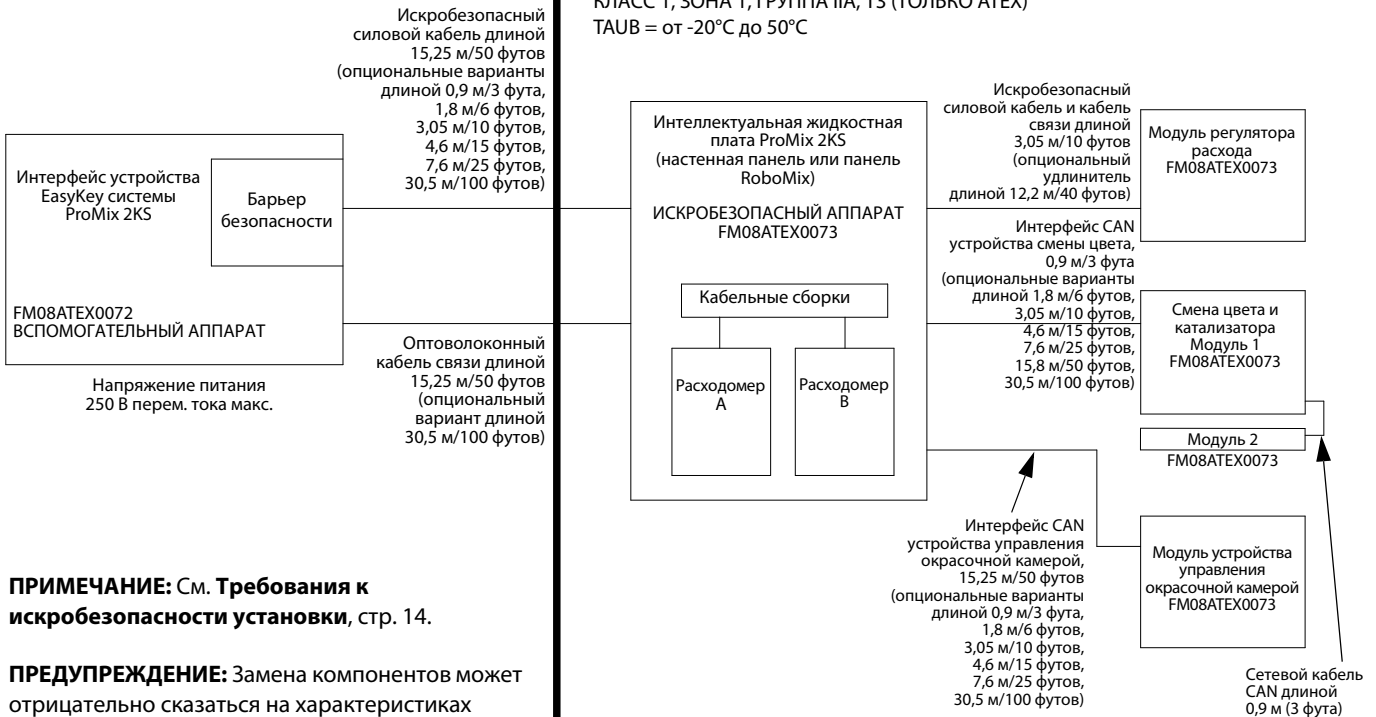 КЛАСС 1, ЗОНА 1, ГРУППА IIA, T3 (ТОЛЬКО ATEX)
TAUB = от -20°C до 50°C
Искробезопасный
силовой кабель длиной
15,25 м/50 футов
(опциональные варианты
длиной 0,9 м/3 фута,
1,8 м/6 футов,
3,05 м/10 футов,
4,6 м/15 футов,
7,6 м/25 футов,
30,5 м/100 футов)
Интерфейс устройства
EasyKey системы
ProMix 2KS
Барьер
безопасности
FM08ATEX0072
ВСПОМОГАТЕЛЬНЫЙ АППАРАТ
Напряжение питания
250 В перем. тока макс.
Оптоволоконный
кабель связи длиной
15,25 м/50 футов
(опциональный
вариант длиной
30,5 м/100 футов)
Интеллектуальная жидкостная
плата ProMix 2KS
(настенная панель или панель
RoboMix)
ИСКРОБЕЗОПАСНЫЙ АППАРАТ
FM08ATEX0073
Кабельные сборки
Расходомер
A
Расходомер
B
Искробезопасный
силовой кабель и кабель
связи длиной
3,05 м/10 футов
(опциональный
удлинитель
длиной 12,2 м/40 футов)
Модуль регулятора
расхода
FM08ATEX0073
Интерфейс CAN
устройства смены цвета,
0,9 м/3 фута
(опциональные варианты
длиной 1,8 м/6 футов,
3,05 м/10 футов,
4,6 м/15 футов,
7,6 м/25 футов,
15,8 м/50 футов,
30,5 м/100 футов)
Смена цвета и
катализатора
Модуль 1
FM08ATEX0073
Модуль 2
FM08ATEX0073
Интерфейс CAN
устройства управления
окрасочной камерой,
15,25 м/50 футов
(опциональные варианты
длиной 0,9 м/3 фута,
1,8 м/6 футов,
3,05 м/10 футов,
4,6 м/15 футов,
7,6 м/25 футов,
30,5 м/100 футов)
Модуль устройства
управления
окрасочной камерой
FM08ATEX0073
Сетевой кабель
CAN длиной
0,9 м (3 фута)
ПРИМЕЧАНИЕ: См. Требования к
искробезопасности установки, стр. 14.
ПРЕДУПРЕЖДЕНИЕ: Замена компонентов может
отрицательно сказаться на характеристиках